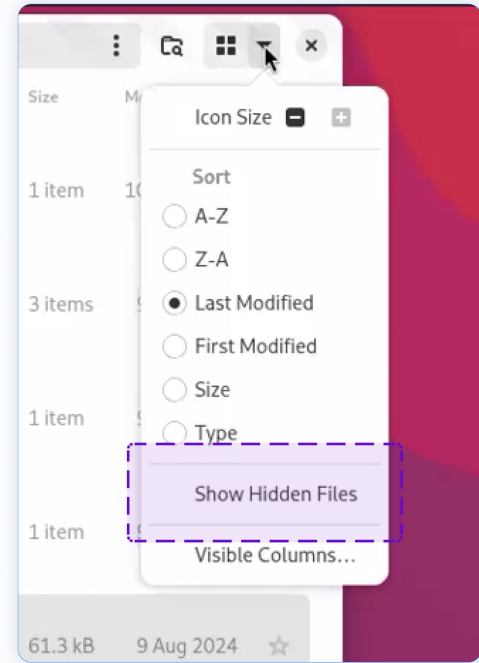 Size
Icon Size
Sort
1 item
A-Z
Z-A
3 items
Last Modified
First Modified
Size
1 item
Type
Show Hidden Files
1 item
Visible Columns...
61.3 kB 9 Aug 2024